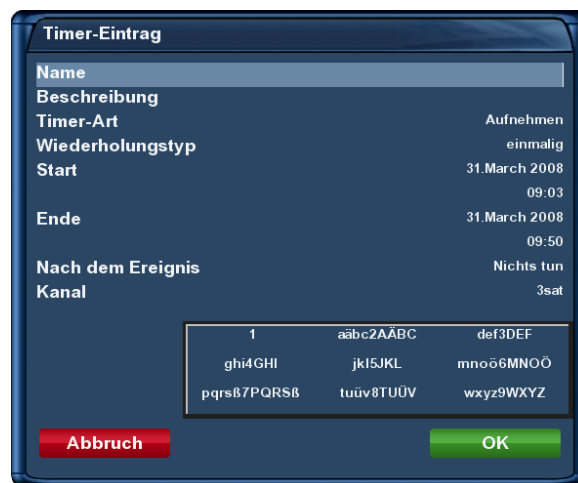 Timer-Eintrag
Name
Beschreibung
Timer-Art Aufnehmen
Wiederholungstyp einmalig
Start 31.March 2008
09:03
Ende 31.March 2008
09:50
Nach dem Ereignis Nichts tun
Kanal 3sat
1 aäbc2AÄBC def3DEF
ghi4GHI jkl5JKL mnoö6MNOÖ
pqrsß7PQRSß tuüv8TUÜV wxyz9WXYZ
Abbruch OK